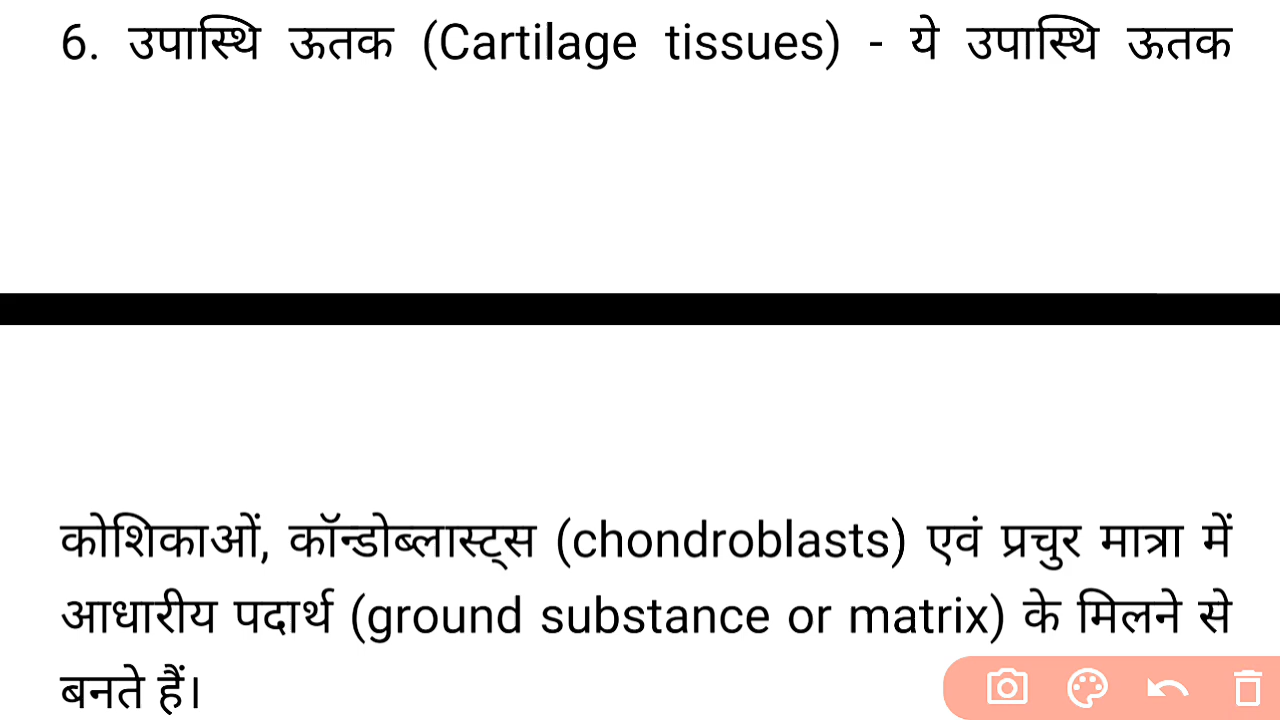 6. उपास्थि ऊतक (Cartilage tissues) - ये उपास्थि ऊतक
कोशिकाओं, कॉन्डोब्लास्ट्स (chondroblasts) एवं प्रचुर मात्रा में
आधारीय पदार्थ (ground substance or matrix) के मिलने से
बनते हैं।